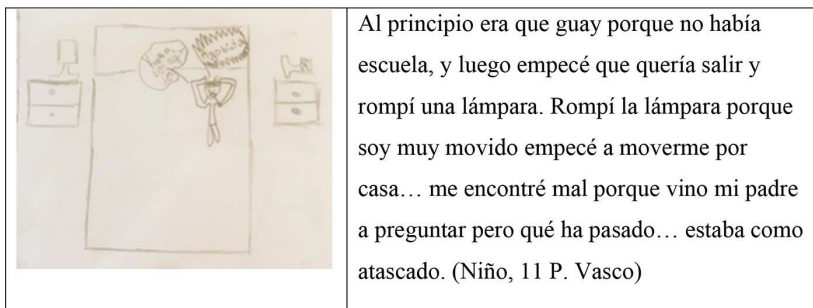 Al principio era que guay porque no había
escuela, y luego empecé que quería salir y
rompí una lámpara. Rompí la lámpara porque
soy muy movido empecé a moverme por
casa… me encontré mal porque vino mi padre
a preguntar pero qué ha pasado… estaba como
atascado. (Niño, 11 P. Vasco)